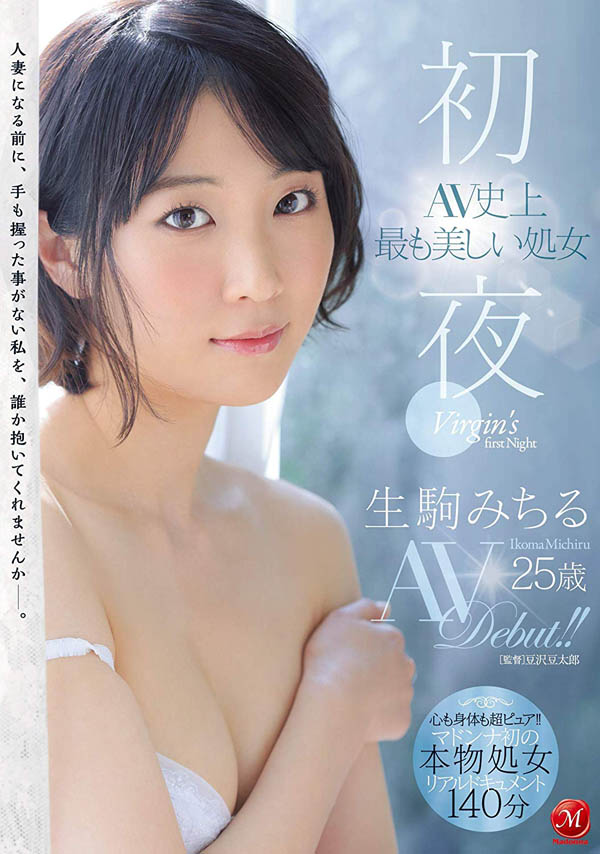 人妻になる前に、手も握った事がない私を、誰か抱いてくれませんか――。
初
AV史上
最も美しい処女
夜
Virgin's
first Night
生駒みちる
Ikoma Michiru
25歳
AV
Debut!!
[監督]豆沢豆太郎
心も身体も超ピュア!!
マドンナ初の
本物処女
リアルドキュメント
140分
M
Madonna